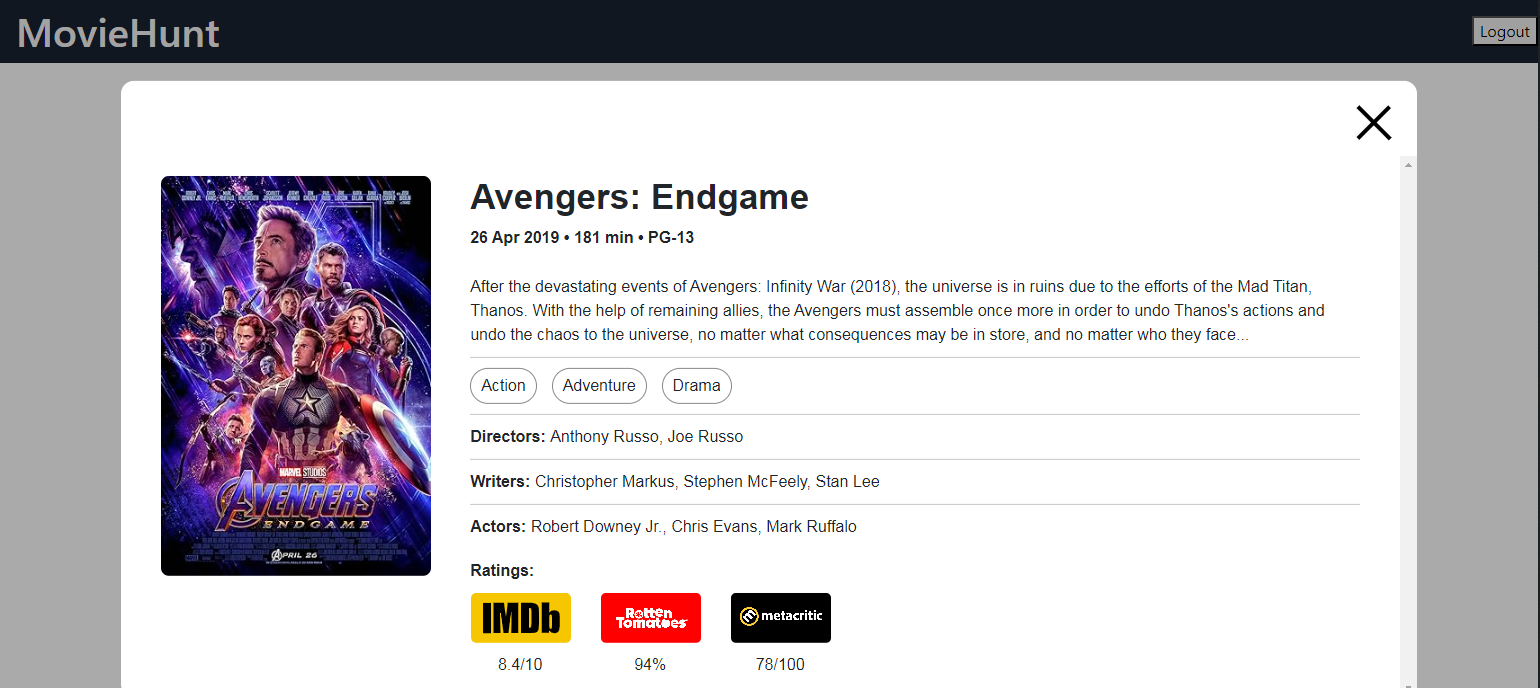 MovieHunt
Logout
Avengers: Endgame
26 Apr 2019 • 181 min • PG-13
After the devastating events of Avengers: Infinity War (2018), the universe is in ruins due to the efforts of the Mad Titan,
Thanos. With the help of remaining allies, the Avengers must assemble once more in order to undo Thanos's actions and
undo the chaos to the universe, no matter what consequences may be in store, and no matter who they face...
Action Adventure Drama
Directors: Anthony Russo, Joe Russo
Writers: Christopher Markus, Stephen McFeely, Stan Lee
Actors: Robert Downey Jr., Chris Evans, Mark Ruffalo
Ratings:
IMDb
Rotten
Tomatoes
metacritic
8.4/10 94% 78/100
MARVEL STUDIOS
AVENGERS
ENDGAME
APRIL 26